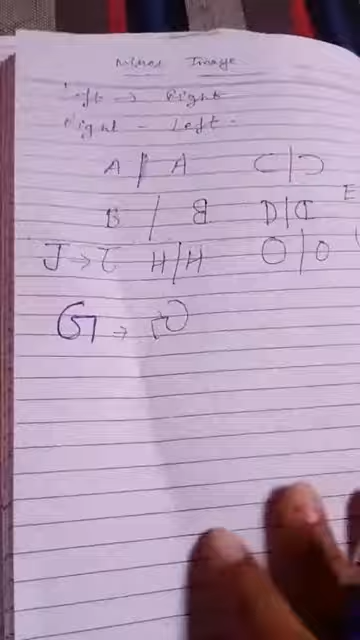 Mirror Image
Left → Right
Right - Left -
A | A C | Ɔ
E
B | ᗺ D | ᗡ
J → Ⴑ H | H O | O
G →